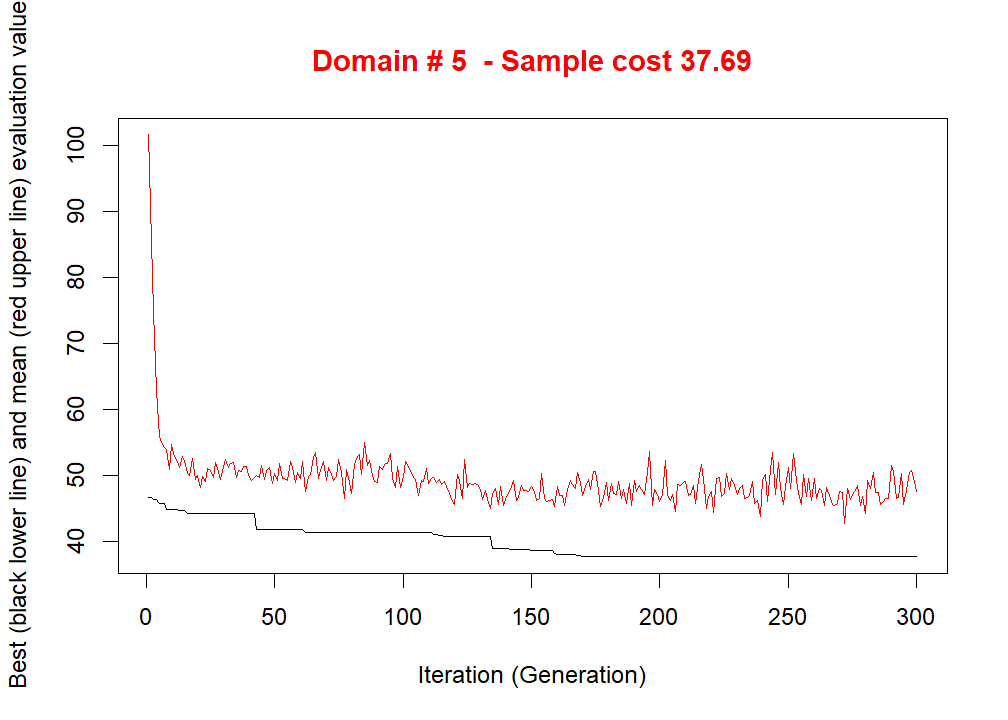 Domain # 5  - Sample cost 37.69
Best (black lower line) and mean (red upper line) evaluation value
100
90
80
70
60
50
40
0 50 100 150 200 250 300
Iteration (Generation)